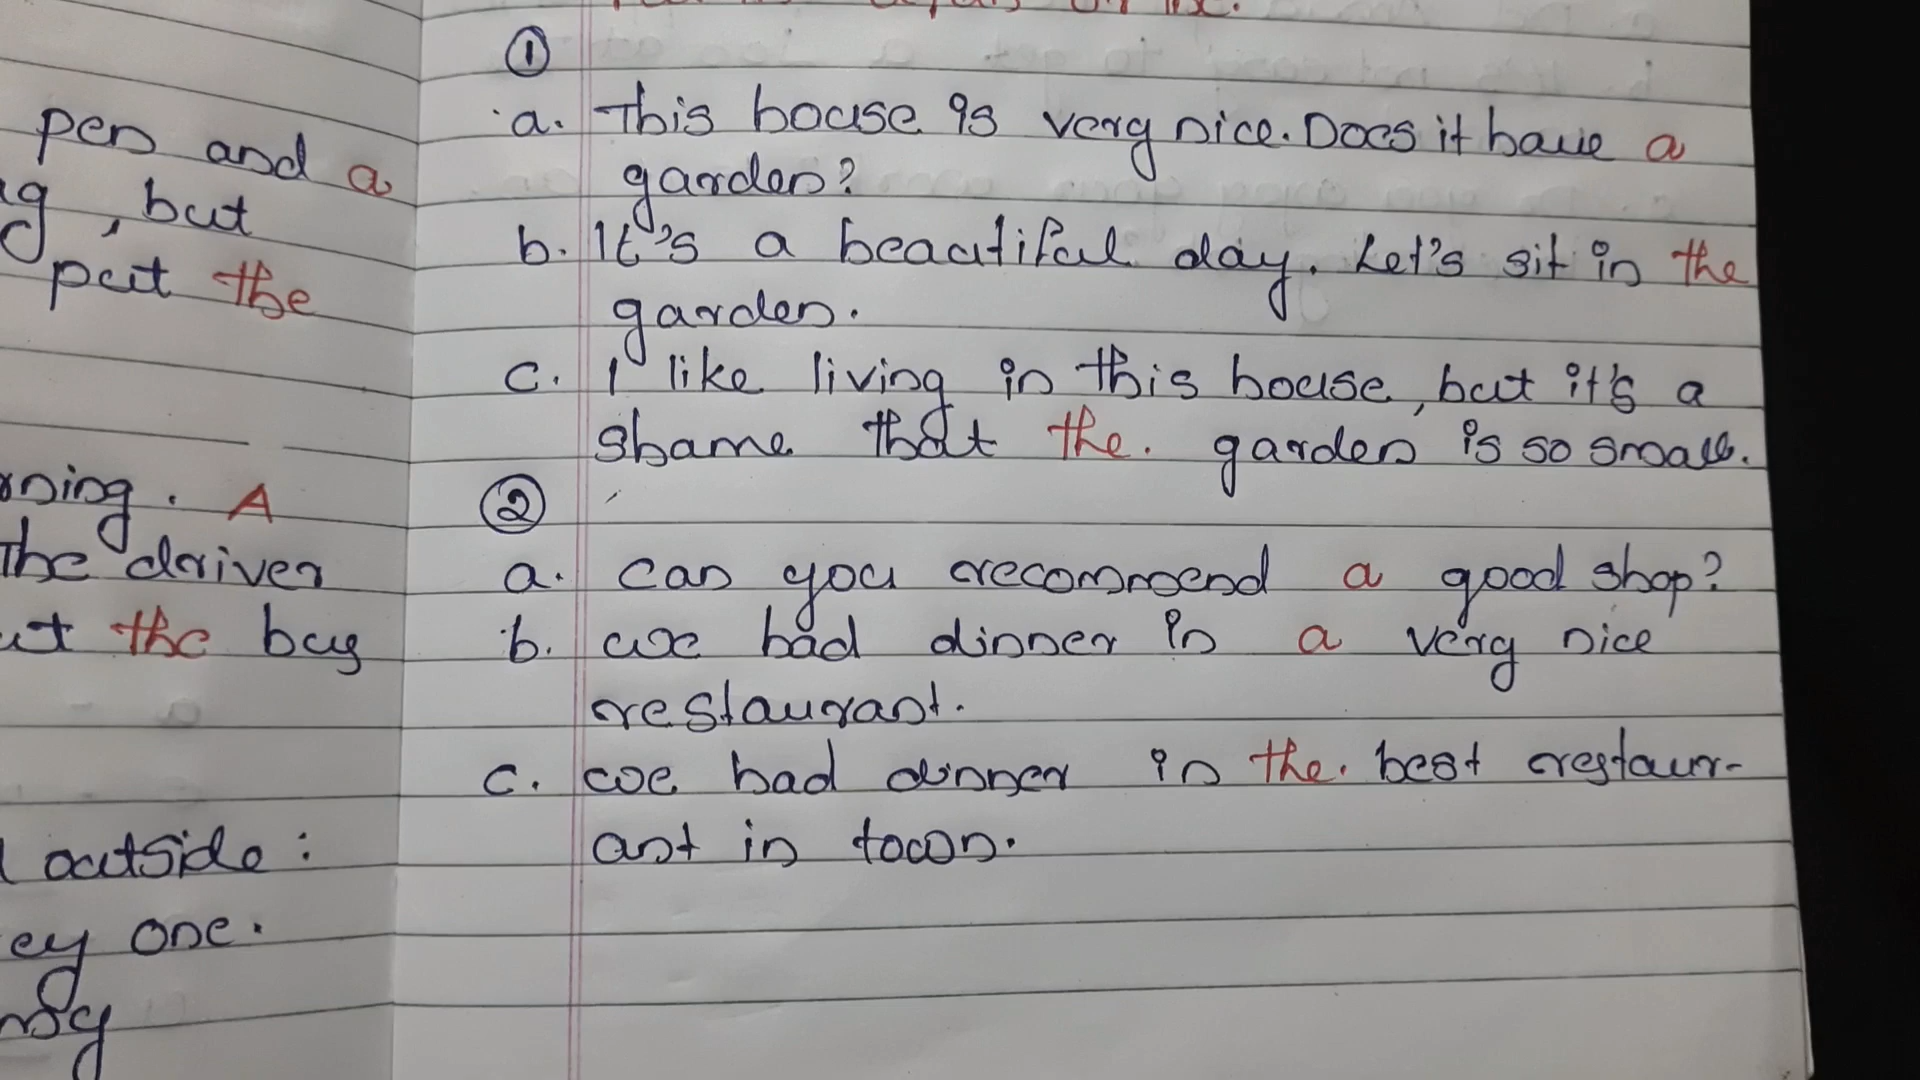 pen and a
, but
put the
A
The driver
the bag
outside :
one.
①
a. This house is very nice. Does it have a
garden?
b. It's a beautiful day. Let's sit in the
garden.
c. I like living in this house, but it's a
shame that the. garden is so small.
②
a. can you recommend a good shop?
b. we had dinner in a very nice
restaurant.
c. we had dinner in the. best restaur-
ant in town.